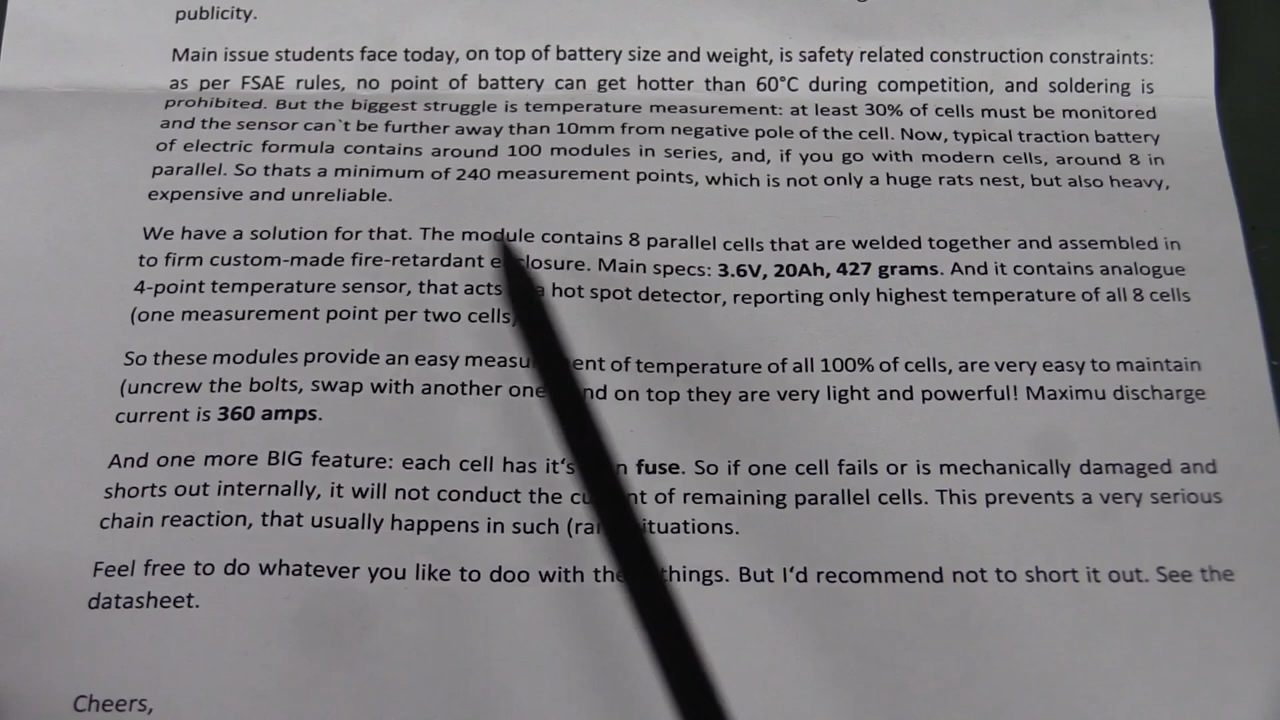 publicity.
Main issue students face today, on top of battery size and weight, is safety related construction constraints:
as per FSAE rules, no point of battery can get hotter than 60°C during competition, and soldering is
prohibited. But the biggest struggle is temperature measurement: at least 30% of cells must be monitored
and the sensor can`t be further away than 10mm from negative pole of the cell. Now, typical traction battery
of electric formula contains around 100 modules in series, and, if you go with modern cells, around 8 in
parallel. So thats a minimum of 240 measurement points, which is not only a huge rats nest, but also heavy,
expensive and unreliable.
We have a solution for that. The module contains 8 parallel cells that are welded together and assembled in
to firm custom-made fire-retardant enclosure. Main specs: 3.6V, 20Ah, 427 grams. And it contains analogue
4-point temperature sensor, that acts a hot spot detector, reporting only highest temperature of all 8 cells
(one measurement point per two cells)
So these modules provide an easy measurement of temperature of all 100% of cells, are very easy to maintain
(uncrew the bolts, swap with another one and on top they are very light and powerful! Maximu discharge
current is 360 amps.
And one more BIG feature: each cell has it's own fuse. So if one cell fails or is mechanically damaged and
shorts out internally, it will not conduct the current of remaining parallel cells. This prevents a very serious
chain reaction, that usually happens in such (rare) situations.
Feel free to do whatever you like to doo with these things. But I'd recommend not to short it out. See the
datasheet.
Cheers,